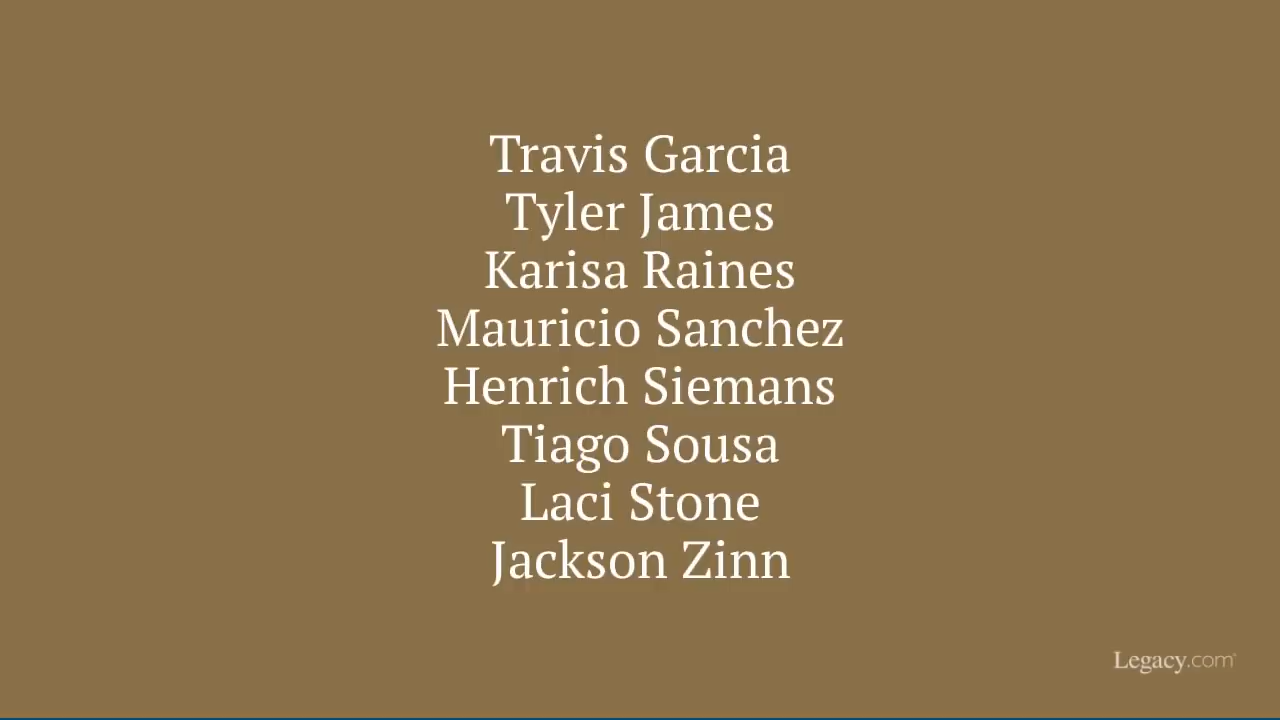 Travis Garcia
Tyler James
Karisa Raines
Mauricio Sanchez
Henrich Siemans
Tiago Sousa
Laci Stone
Jackson Zinn
Legacy.com